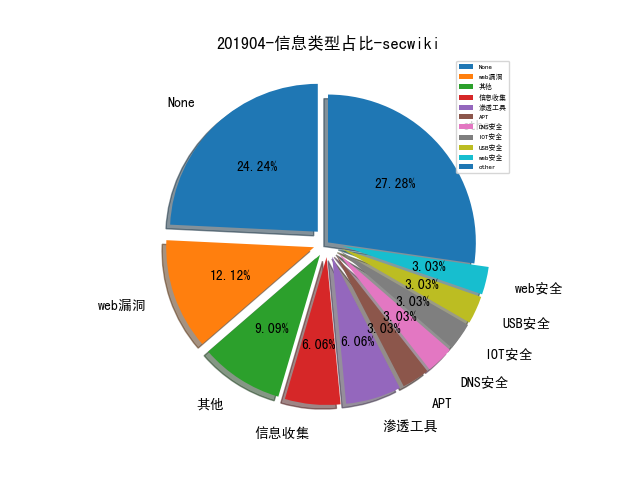 201904-信息类型占比-secwiki
None
web漏洞
其他
信息收集
渗透工具
APT
DNS安全
IOT安全
USB安全
web安全
other
None
24.24%
27.28%
12.12%
web漏洞
9.09%
其他
6.06%
信息收集
6.06%
渗透工具
3.03%
APT
3.03%
DNS安全
3.03%
IOT安全
3.03%
USB安全
3.03%
web安全